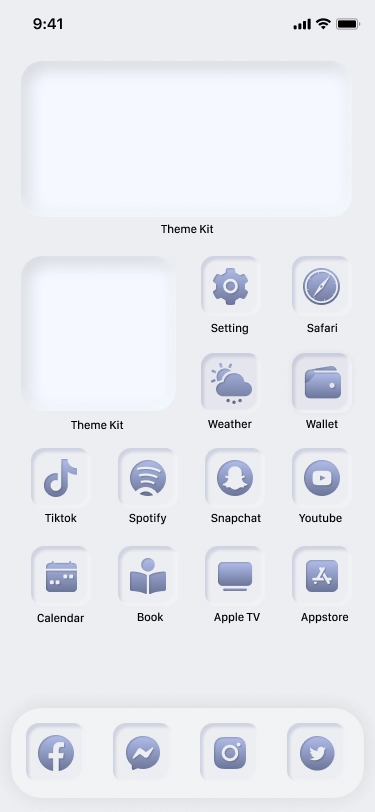 9:41
Theme Kit
Setting
Safari
Theme Kit
Weather
Wallet
Tiktok
Spotify
Snapchat
Youtube
Calendar
Book
Apple TV
Appstore